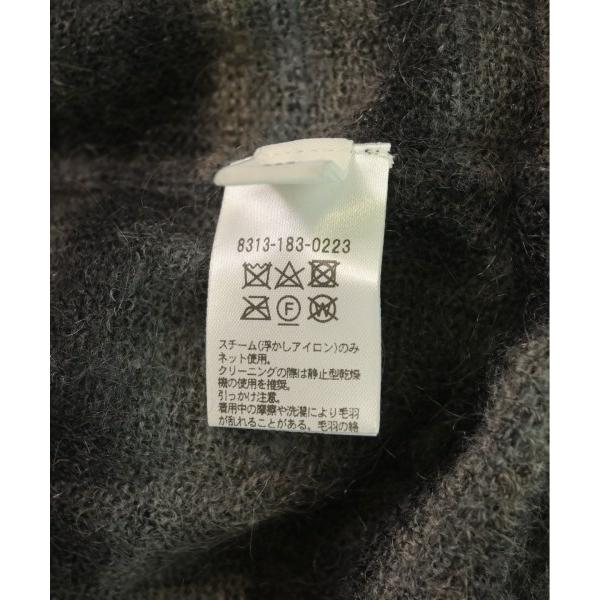 8313-183-0223
F W
スチーム(浮かしアイロン)のみ
ネット使用。
クリーニングの際は静止型乾燥
機の使用を推奨。
引っかけ注意。
着用中の摩擦や洗濯により毛羽
が乱れることがある。毛羽の絡